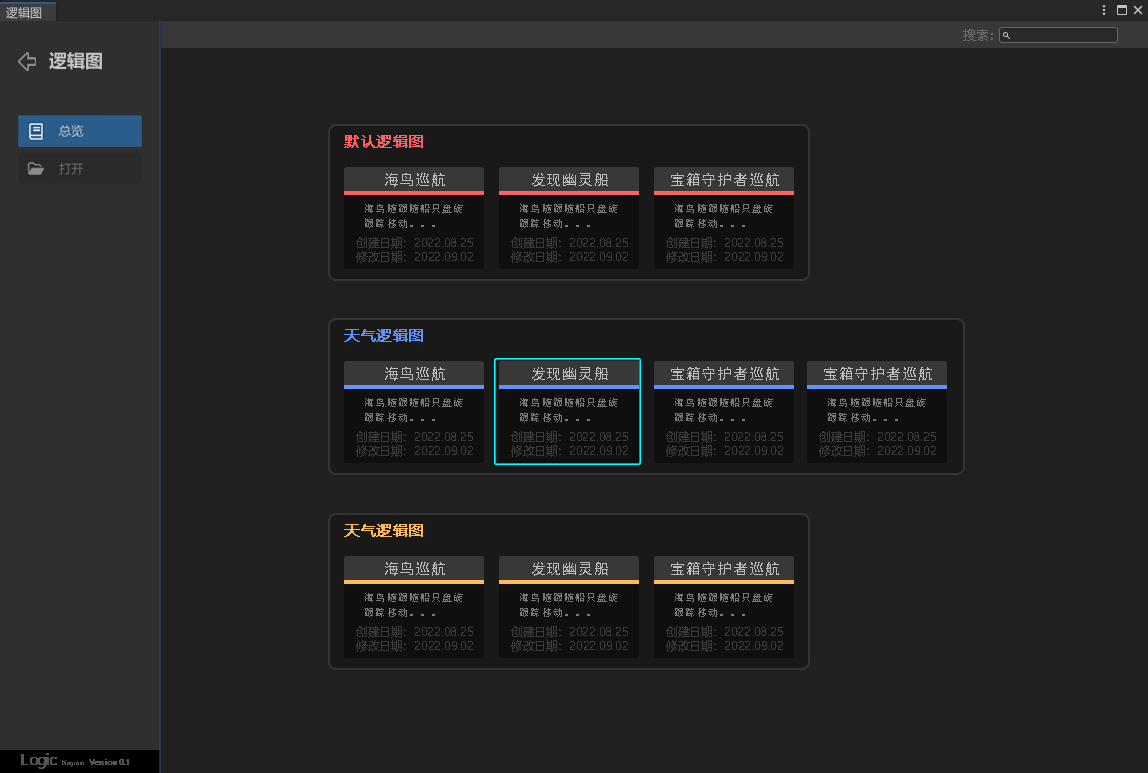 逻辑图
搜索:
逻辑图
总览
打开
默认逻辑图
海鸟巡航
海鸟随跟随船只盘旋
跟踪移动。。。
创建日期: 2022.08.25
修改日期: 2022.09.02
发现幽灵船
海鸟随跟随船只盘旋
跟踪移动。。。
创建日期: 2022.08.25
修改日期: 2022.09.02
宝箱守护者巡航
海鸟随跟随船只盘旋
跟踪移动。。。
创建日期: 2022.08.25
修改日期: 2022.09.02
天气逻辑图
海鸟巡航
海鸟随跟随船只盘旋
跟踪移动。。。
创建日期: 2022.08.25
修改日期: 2022.09.02
发现幽灵船
海鸟随跟随船只盘旋
跟踪移动。。。
创建日期: 2022.08.25
修改日期: 2022.09.02
宝箱守护者巡航
海鸟随跟随船只盘旋
跟踪移动。。。
创建日期: 2022.08.25
修改日期: 2022.09.02
宝箱守护者巡航
海鸟随跟随船只盘旋
跟踪移动。。。
创建日期: 2022.08.25
修改日期: 2022.09.02
天气逻辑图
海鸟巡航
海鸟随跟随船只盘旋
跟踪移动。。。
创建日期: 2022.08.25
修改日期: 2022.09.02
发现幽灵船
海鸟随跟随船只盘旋
跟踪移动。。。
创建日期: 2022.08.25
修改日期: 2022.09.02
宝箱守护者巡航
海鸟随跟随船只盘旋
跟踪移动。。。
创建日期: 2022.08.25
修改日期: 2022.09.02
Logic Version 0.1